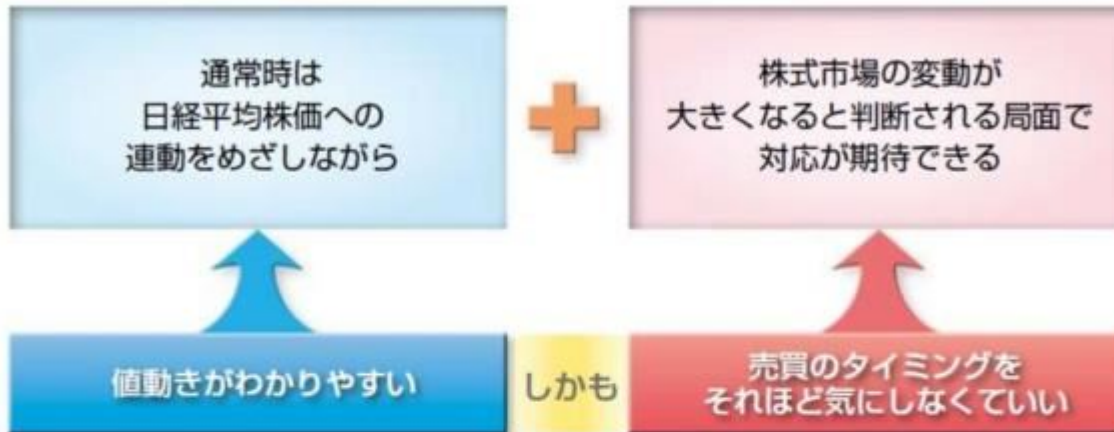 通常時は
日経平均株価への
連動をめざしながら
株式市場の変動が
大きくなると判断される局面で
対応が期待できる
値動きがわかりやすい
しかも
売買のタイミングを
それほど気にしなくていい